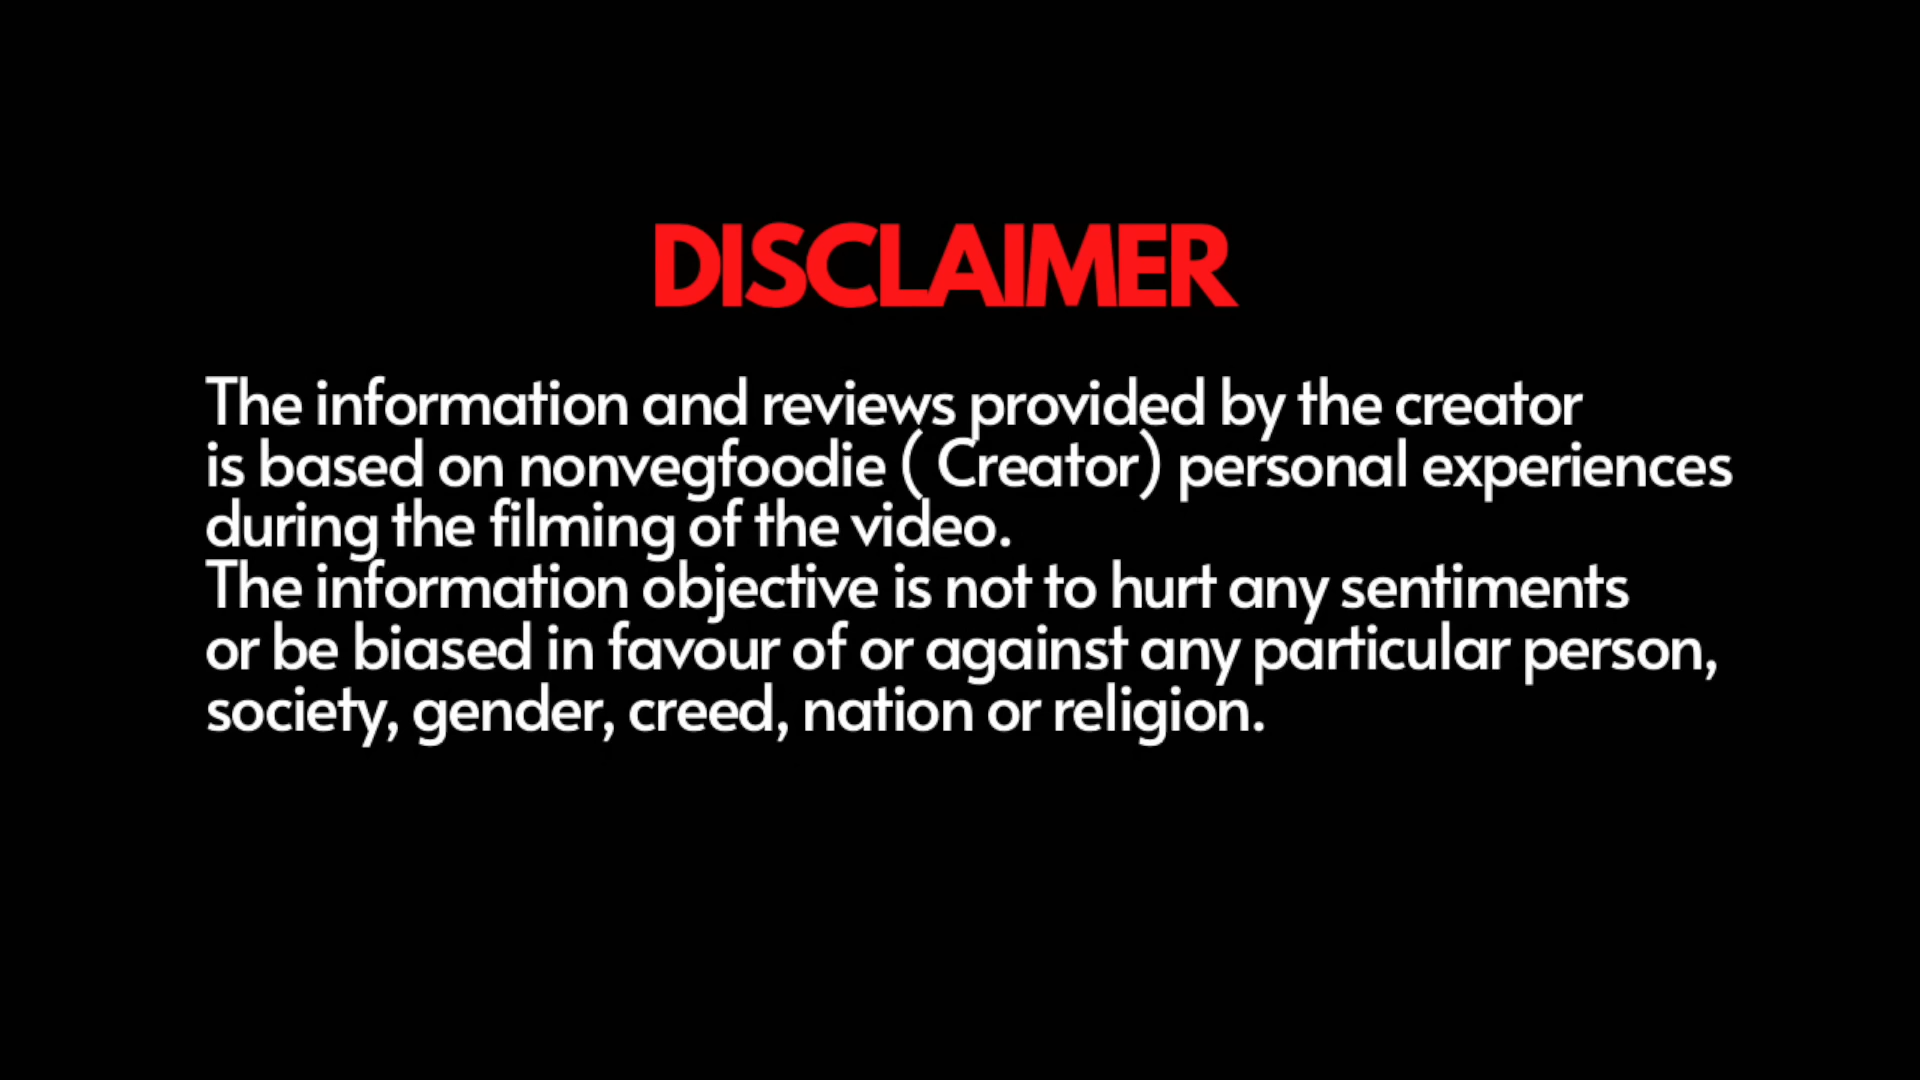 DISCLAIMER
The information and reviews provided by the creator
is based on nonvegfoodie ( Creator) personal experiences
during the filming of the video.
The information objective is not to hurt any sentiments
or be biased in favour of or against any particular person,
society, gender, creed, nation or religion.